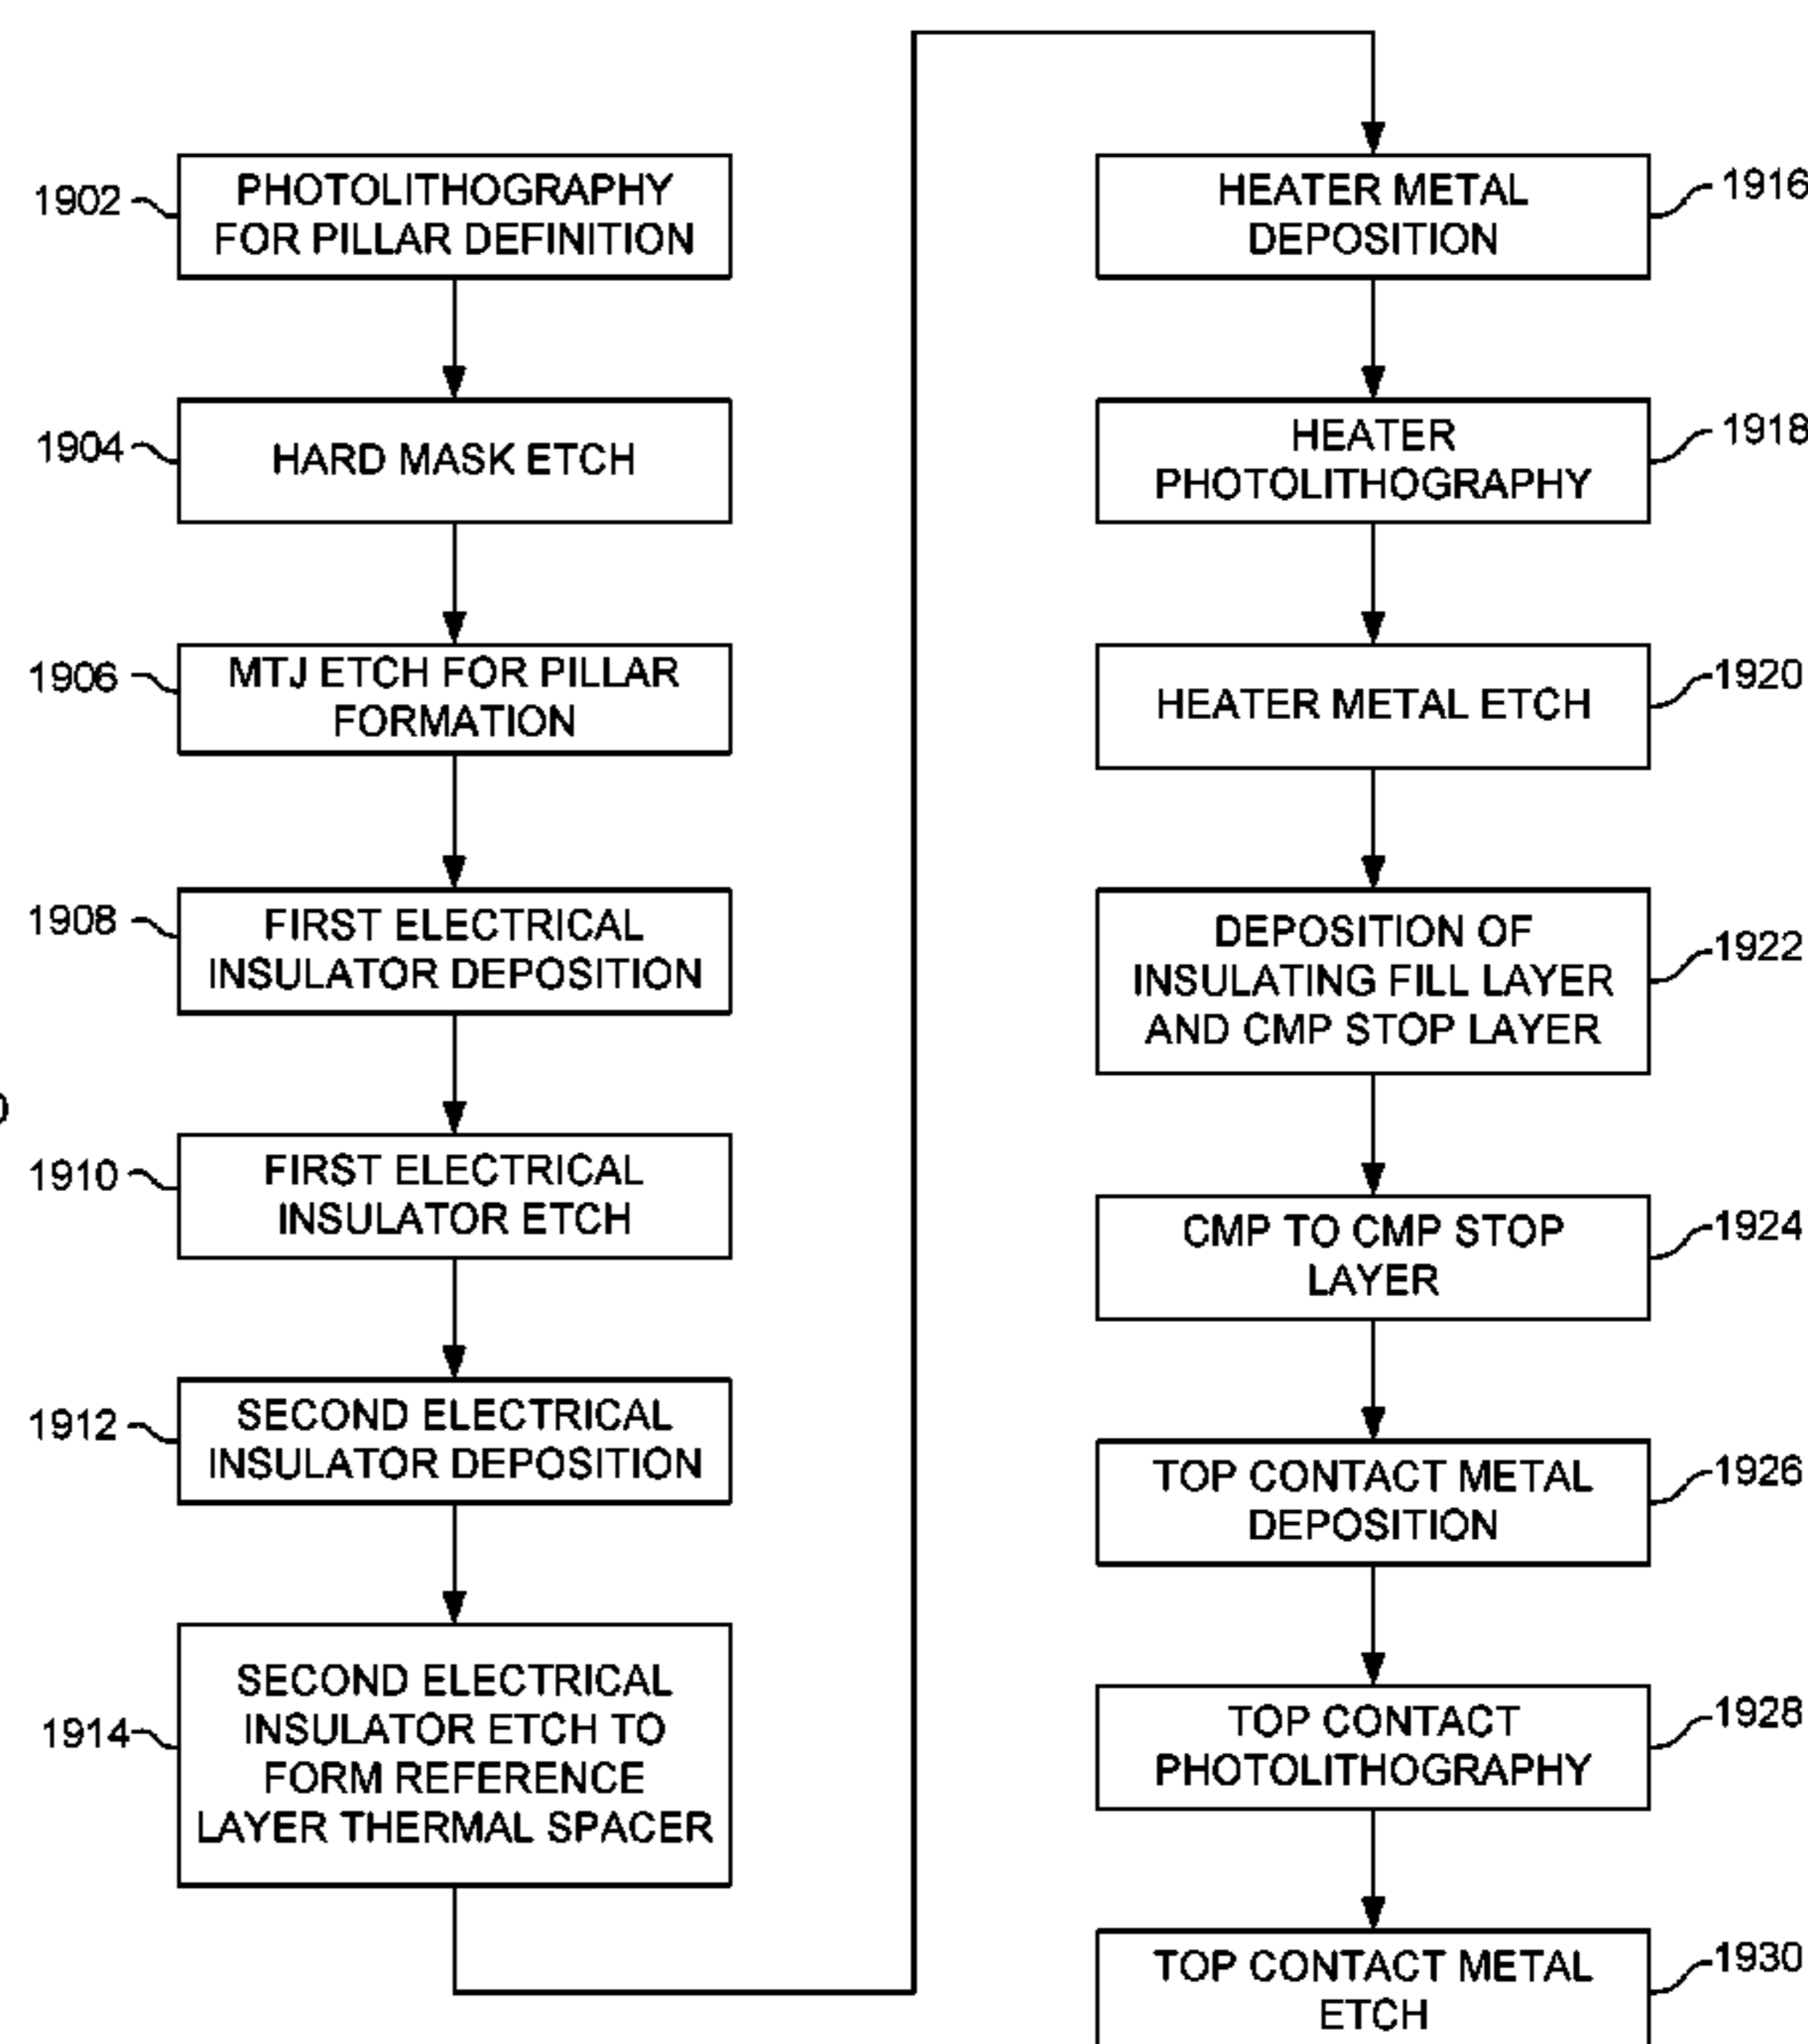 1902
PHOTOLITHOGRAPHY
FOR PILLAR DEFINITION
1904
HARD MASK ETCH
1906
MTJ ETCH FOR PILLAR
FORMATION
1908
FIRST ELECTRICAL
INSULATOR DEPOSITION
1910
FIRST ELECTRICAL
INSULATOR ETCH
1912
SECOND ELECTRICAL
INSULATOR DEPOSITION
1914
SECOND ELECTRICAL
INSULATOR ETCH TO
FORM REFERENCE
LAYER THERMAL SPACER
HEATER METAL
DEPOSITION
1916
HEATER
PHOTOLITHOGRAPHY
1918
HEATER METAL ETCH
1920
DEPOSITION OF
INSULATING FILL LAYER
AND CMP STOP LAYER
1922
CMP TO CMP STOP
LAYER
1924
TOP CONTACT METAL
DEPOSITION
1926
TOP CONTACT
PHOTOLITHOGRAPHY
1928
TOP CONTACT METAL
ETCH
1930